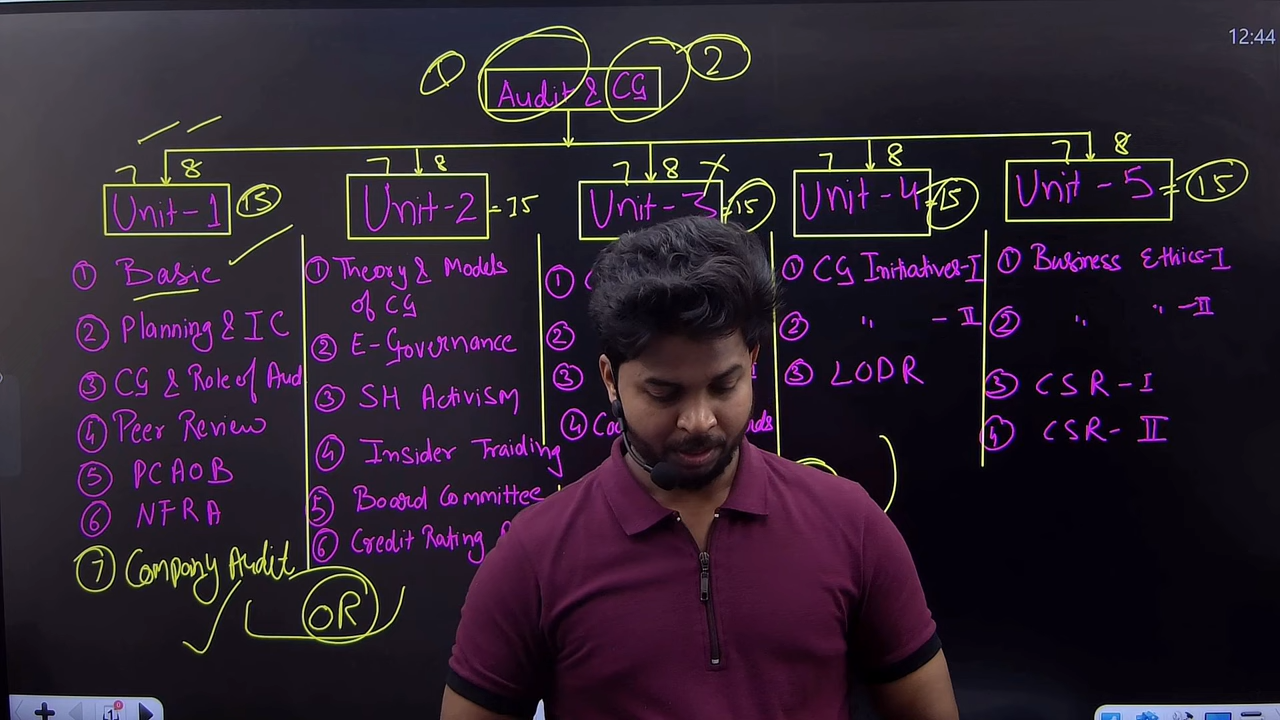 12:44
① Audit & CG ②
7 8
Unit-1 15
① Basic
② Planning & IC
③ CG & Role of Aud
④ Peer Review
⑤ PCAOB
⑥ NFRA
⑦ Company Audit
OR
7 8
Unit-2 = 15
① Theory & Models
of CG
② E-Governance
③ SH Activism
④ Insider Traiding
⑤ Board Committee
⑥ Credit Rating
7 8 X
Unit-3 = 15
①
②
③
④
7 8
Unit-4 = 15
① CG Initiatives-I
② " -II
③ LODR
7 8
Unit-5 = 15
① Business Ethics-I
② " " -II
③ CSR-I
④ CSR-II